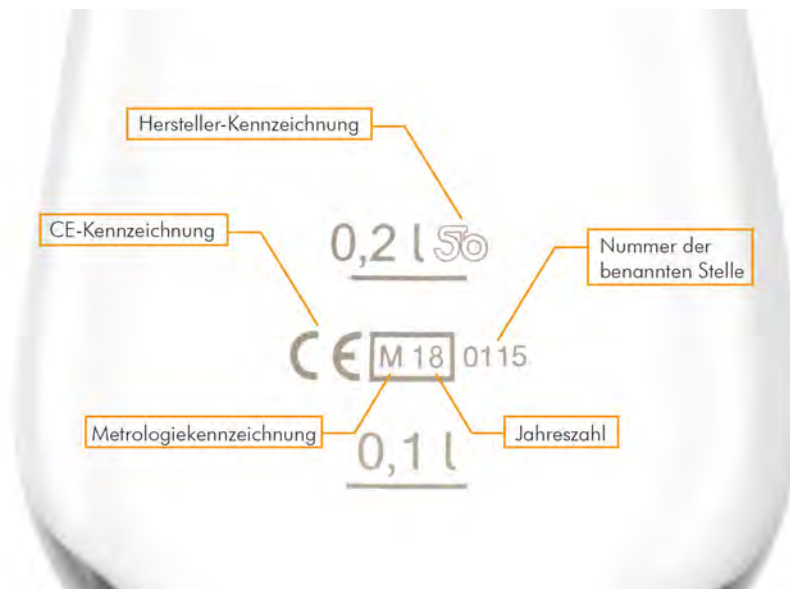 Hersteller-Kennzeichnung
CE-Kennzeichnung
0,2 l
Nummer der
benannten Stelle
CE M 18 0115
Metrologiekennzeichnung
Jahreszahl
0,1 l